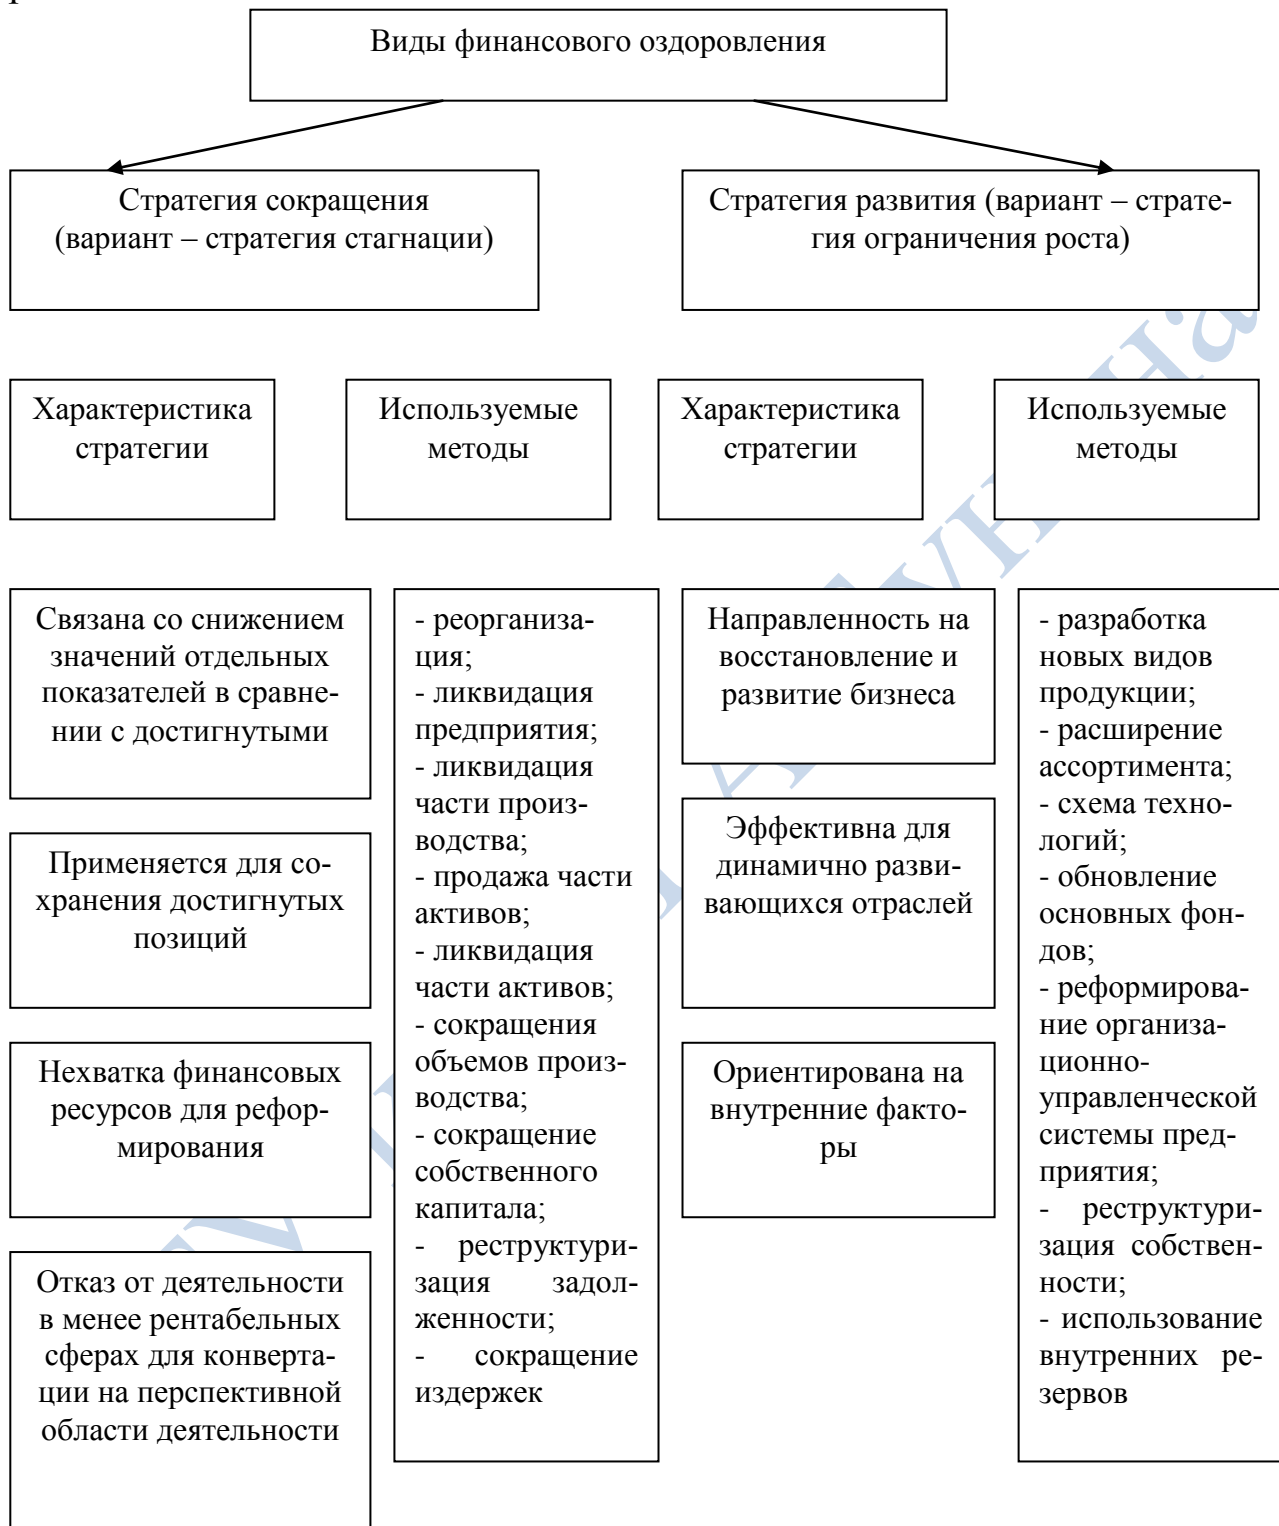 Виды финансового оздоровления
Стратегия сокращения
(вариант – стратегия стагнации)
Стратегия развития (вариант – страте-
гия ограничения роста)
Характеристика
стратегии
Используемые
методы
Характеристика
стратегии
Используемые
методы
Связана со снижением
значений отдельных
показателей в сравне-
нии с достигнутыми
Применяется для со-
хранения достигнутых
позиций
Нехватка финансовых
ресурсов для рефор-
мирования
Отказ от деятельности
в менее рентабельных
сферах для конверта-
ции на перспективной
области деятельности
- реорганиза-
ция;
- ликвидация
предприятия;
- ликвидация
части произ-
водства;
- продажа части
активов;
- ликвидация
части активов;
- сокращения
объемов произ-
водства;
- сокращение
собственного
капитала;
- реструктури-
зация задол-
женности;
- сокращение
издержек
Направленность на
восстановление и
развитие бизнеса
Эффективна для
динамично разви-
вающихся отраслей
Ориентирована на
внутренние факто-
ры
- разработка
новых видов
продукции;
- расширение
ассортимента;
- схема техно-
логий;
- обновление
основных фон-
дов;
- реформирова-
ние организа-
ционно-
управленческой
системы пред-
приятия;
- реструктури-
зация собствен-
ности;
- использование
внутренних ре-
зервов